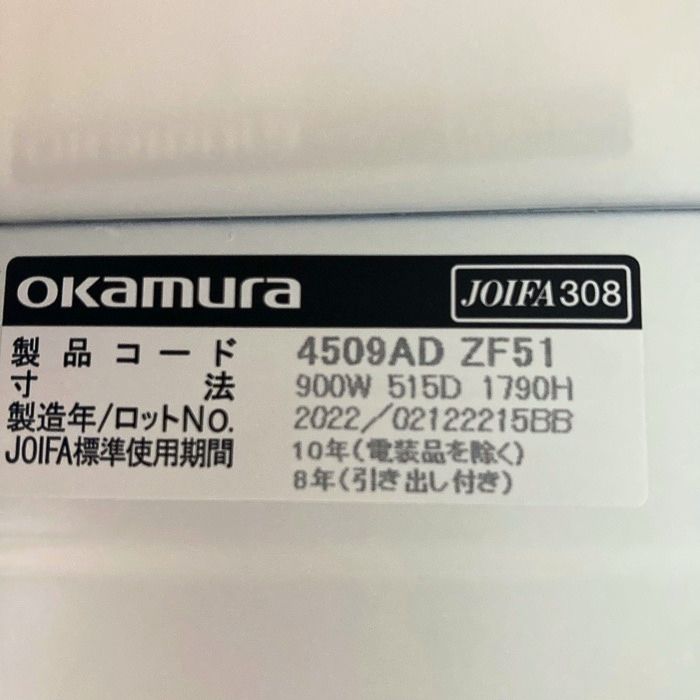 okamura JOIFA308
製品コード 4509AD ZF51
寸法 900W 515D 1790H
製造年/ロットNo. 2022/02122215BB
JOIFA標準使用期間 10年(電装品を除く)
8年(引き出し付き)